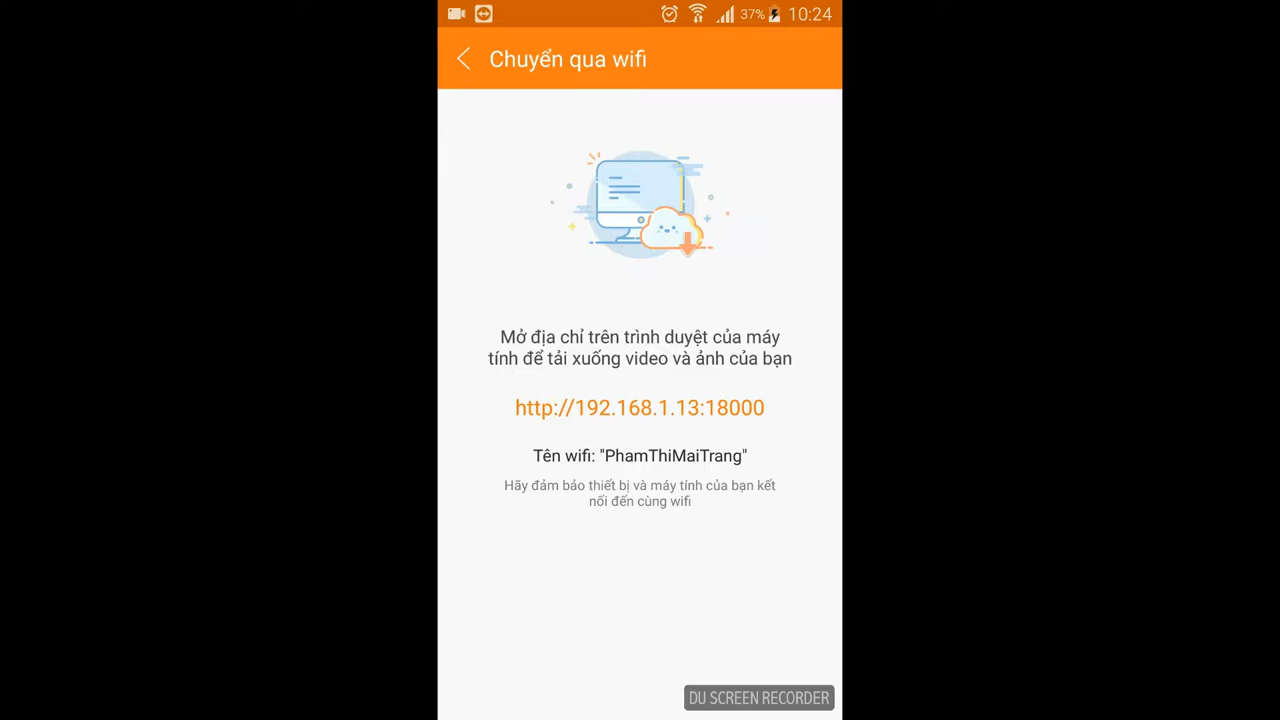 37% 10:24
Chuyển qua wifi
Mở địa chỉ trên trình duyệt của máy
tính để tải xuống video và ảnh của bạn
http://192.168.1.13:18000
Tên wifi: "PhamThiMaiTrang"
Hãy đảm bảo thiết bị và máy tính của bạn kết
nối đến cùng wifi
DU SCREEN RECORDER